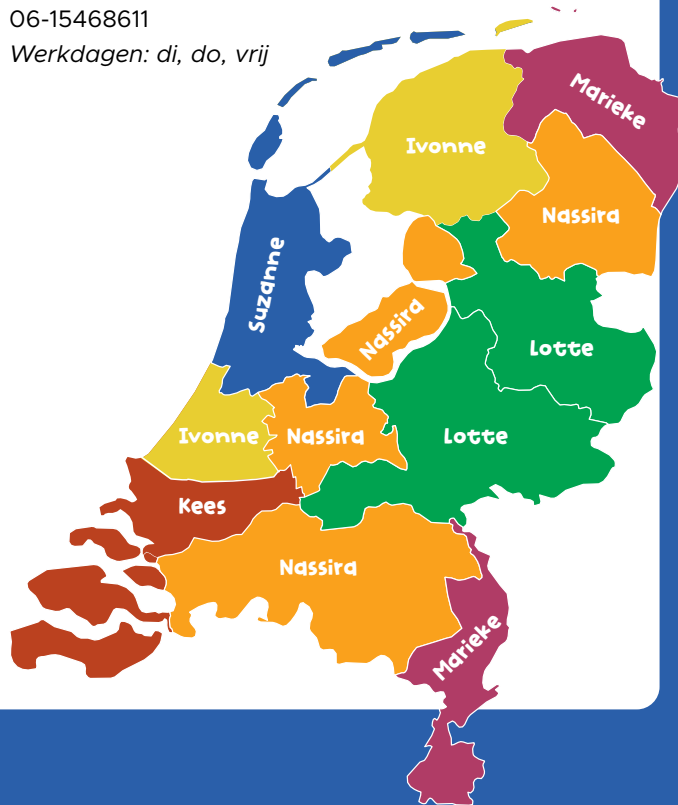 06-15468611
Werkdagen: di, do, vrij
Marieke
Ivonne
Nassira
Suzanne
Nassira
Lotte
Ivonne
Nassira
Lotte
Kees
Nassira
Marieke